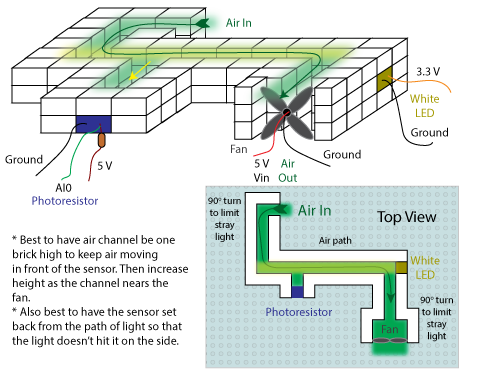 Air In
3.3 V
White
LED
Ground
Fan
Ground
5 V
Vin
Air
Out
Ground
5 V
AI0
Photoresistor
90° turn
to limit
stray
light
Air In
Top View
Air path
White
LED
Photoresistor
90° turn
to limit
stray
light
Fan
* Best to have air channel be one
brick high to keep air moving
in front of the sensor. Then increase
height as the channel nears the
fan.
* Also best to have the sensor set
back from the path of light so that
the light doesn't hit it on the side.